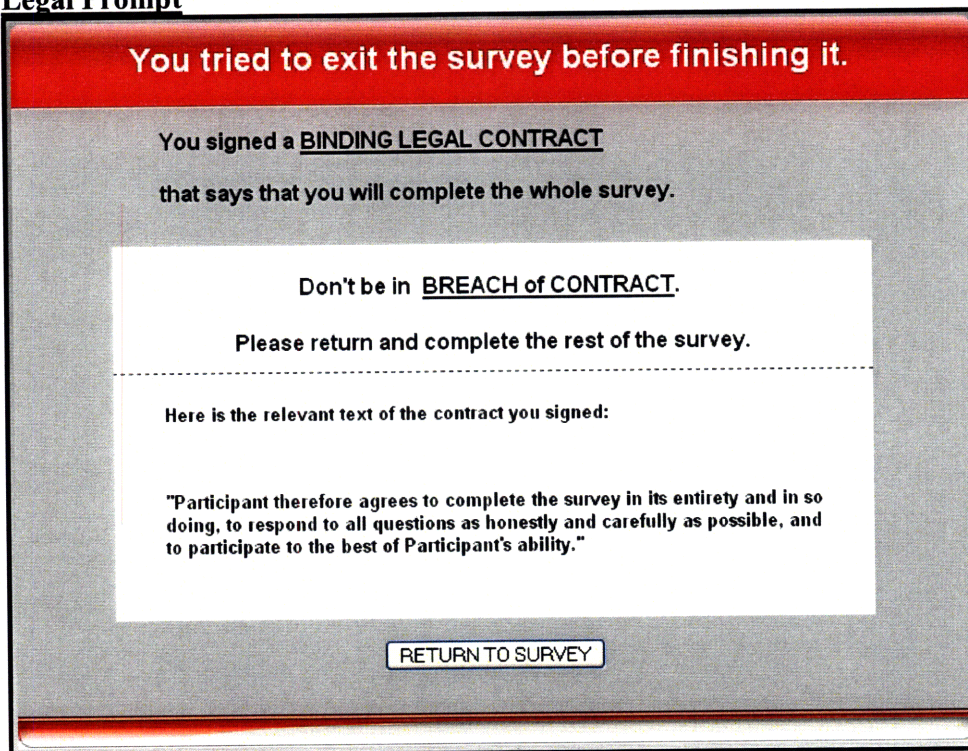 Legal Prompt
You tried to exit the survey before finishing it.
You signed a BINDING LEGAL CONTRACT
that says that you will complete the whole survey.
Don't be in BREACH of CONTRACT.
Please return and complete the rest of the survey.
Here is the relevant text of the contract you signed:
"Participant therefore agrees to complete the survey in its entirety and in so
doing, to respond to all questions as honestly and carefully as possible, and
to participate to the best of Participant's ability."
RETURN TO SURVEY